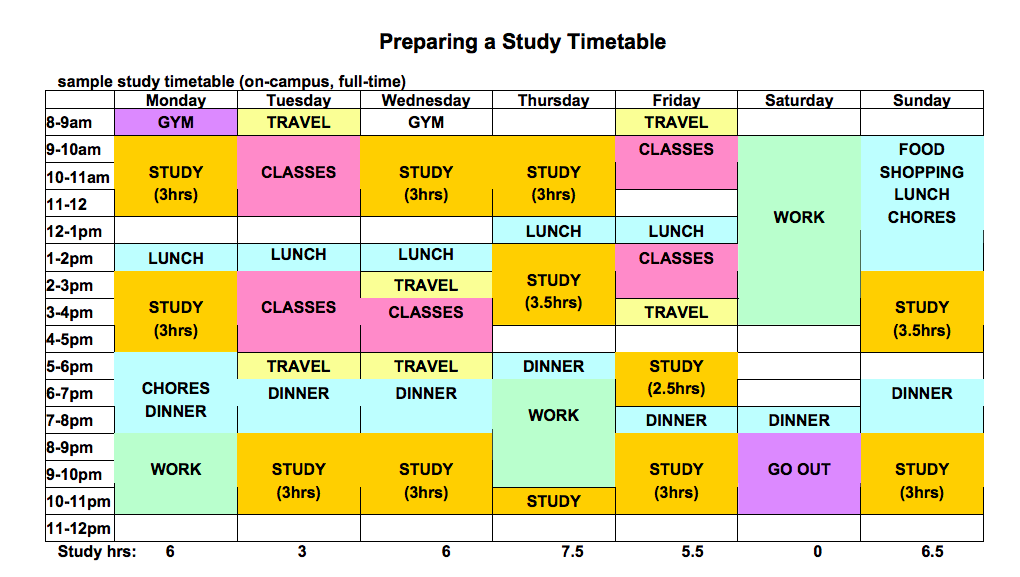 Preparing a Study Timetable
sample study timetable (on-campus, full-time)
Monday Tuesday Wednesday Thursday Friday Saturday Sunday
8-9am GYM TRAVEL GYM TRAVEL
9-10am CLASSES FOOD
10-11am STUDY CLASSES STUDY STUDY SHOPPING
(3hrs) (3hrs) (3hrs) LUNCH
11-12
WORK CHORES
12-1pm LUNCH LUNCH
1-2pm LUNCH LUNCH LUNCH CLASSES
2-3pm TRAVEL STUDY
3-4pm STUDY CLASSES CLASSES (3.5hrs) TRAVEL STUDY
4-5pm (3hrs) (3.5hrs)
5-6pm TRAVEL TRAVEL DINNER STUDY
6-7pm CHORES DINNER DINNER (2.5hrs) DINNER
DINNER WORK
7-8pm DINNER DINNER
8-9pm
9-10pm WORK STUDY STUDY STUDY GO OUT STUDY
(3hrs) (3hrs) (3hrs) (3hrs)
10-11pm STUDY
11-12pm
Study hrs: 6 3 6 7.5 5.5 0 6.5